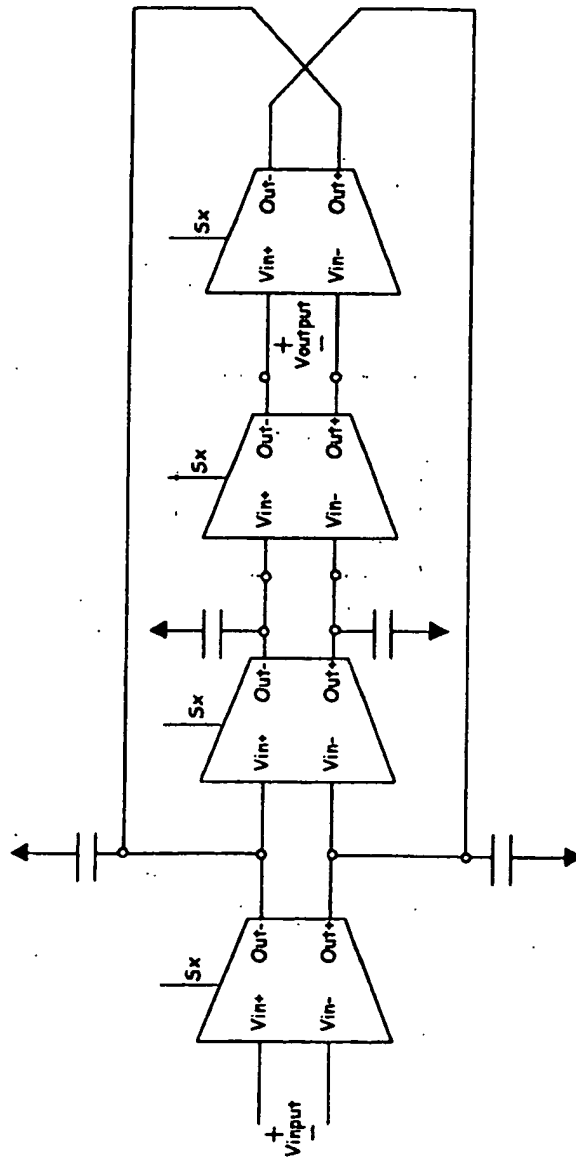 +
Vinput
−
Vin+
Vin-
Out-
Out+
Sx
Vin+
Vin-
Out-
Out+
Sx
Vin+
Vin-
Out-
Out+
Sx
+
Voutput
−
Vin+
Vin-
Out-
Out+
Sx